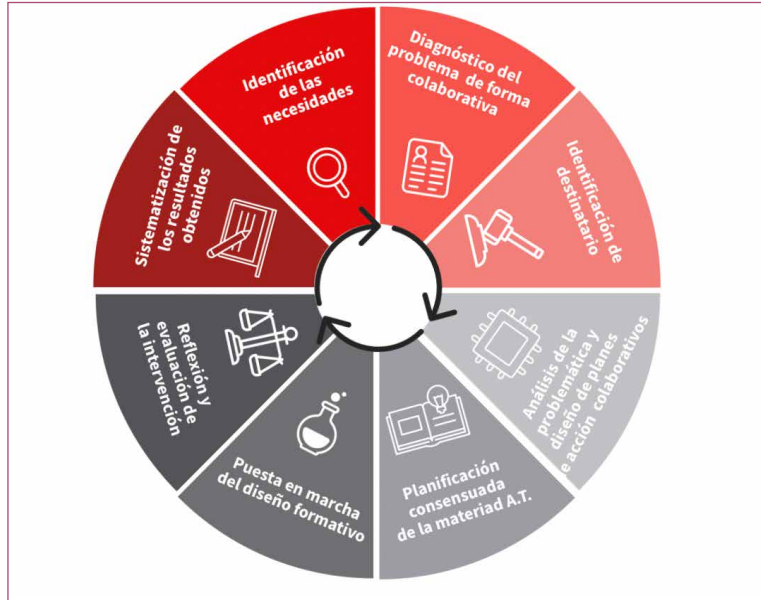 Identificación
de las
necesidades
Diagnóstico del
problema de forma
colaborativa
Identificación de
destinatario
Análisis de la
problemática y
diseño de planes
e acción colaborativos
Planificación
consensuada
de la materiad A.T.
Puesta en marcha
del diseño formativo
Reflexión y
evaluación de
la intervención
Sistematización de
los resultados
obtenidos